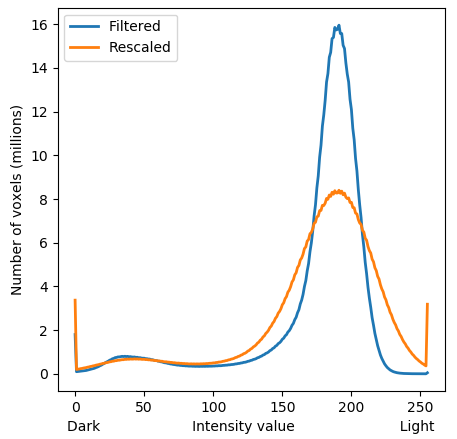 Filtered
Rescaled
16
14
12
10
8
6
4
2
0
Number of voxels (millions)
0 50 100 150 200 250
Dark Intensity value Light